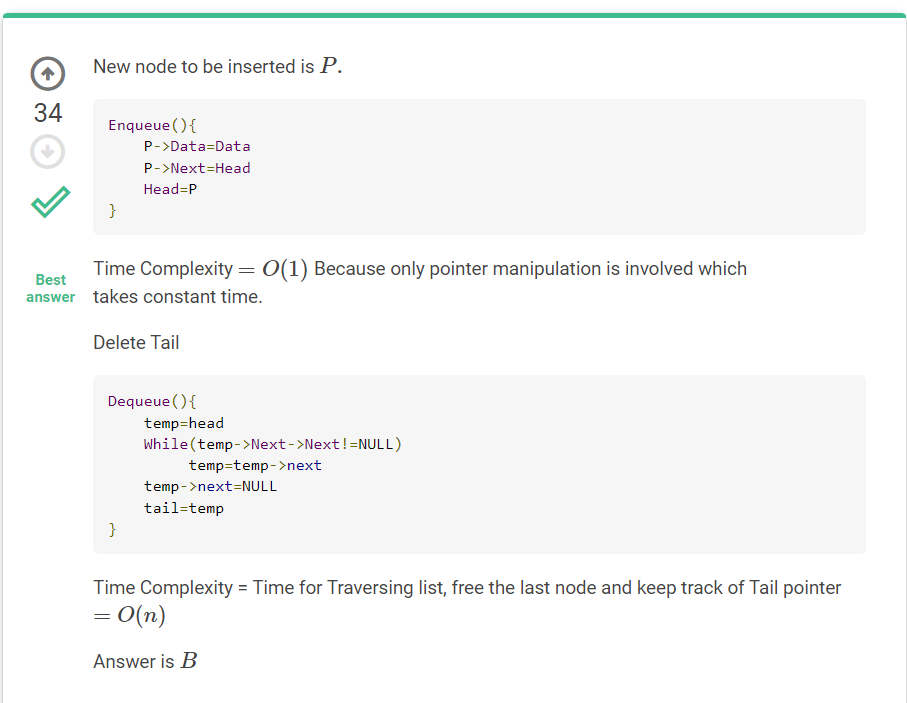 New node to be inserted is P.
34
Enqueue(){
    P->Data=Data
    P->Next=Head
    Head=P
}
Best
answer
Time Complexity = O(1) Because only pointer manipulation is involved which
takes constant time.
Delete Tail
Dequeue(){
    temp=head
    While(temp->Next->Next!=NULL)
         temp=temp->next
    temp->next=NULL
    tail=temp
}
Time Complexity = Time for Traversing list, free the last node and keep track of Tail pointer
= O(n)
Answer is B